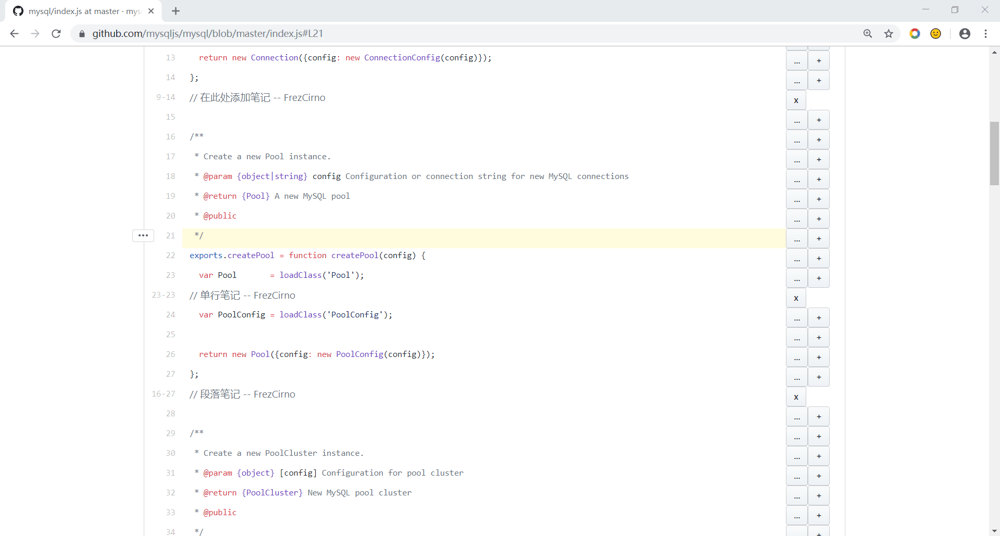 mysql/index.js at master · mys
github.com/mysqljs/mysql/blob/master/index.js#L21
13 return new Connection({config: new ConnectionConfig(config)}); ... +
14 }; ... +
9-14 // 在此处添加笔记 -- FrezCirno x
15 ... +
16 /** ... +
17 * Create a new Pool instance. ... +
18 * @param {object|string} config Configuration or connection string for new MySQL connections ... +
19 * @return {Pool} A new MySQL pool ... +
20 * @public ... +
••• 21 */ ... +
22 exports.createPool = function createPool(config) { ... +
23 var Pool = loadClass('Pool'); ... +
23-23 // 单行笔记 -- FrezCirno x
24 var PoolConfig = loadClass('PoolConfig'); ... +
25 ... +
26 return new Pool({config: new PoolConfig(config)}); ... +
27 }; ... +
16-27 // 段落笔记 -- FrezCirno x
28 ... +
29 /** ... +
30 * Create a new PoolCluster instance. ... +
31 * @param {object} [config] Configuration for pool cluster ... +
32 * @return {PoolCluster} New MySQL pool cluster ... +
33 * @public ... +
34 */ +